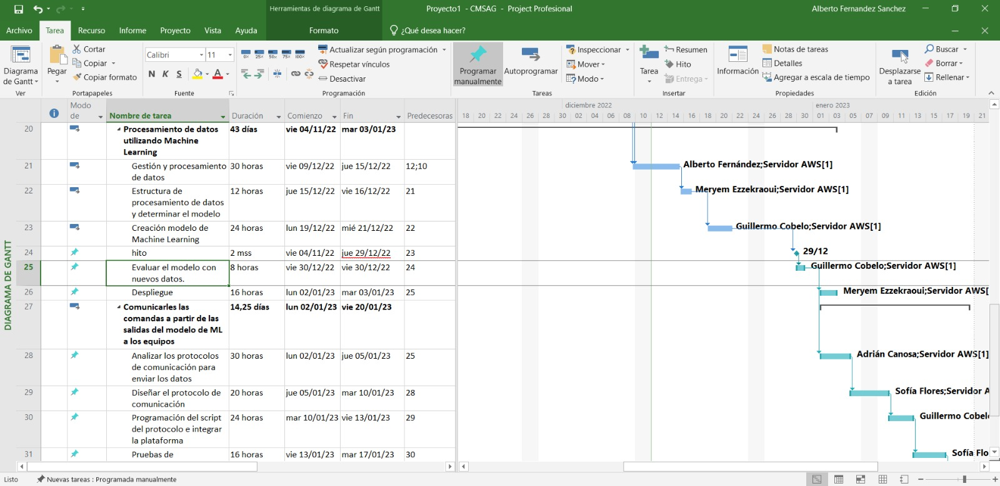 Herramientas de diagrama de Gantt
Proyecto1 - CMSAG - Project Profesional
Alberto Fernandez Sanchez
Archivo Tarea Recurso Informe Proyecto Vista Ayuda Formato ¿Qué desea hacer?
Diagrama de Gantt
Ver
Pegar
Cortar
Copiar
Copiar formato
Portapapeles
Calibri 11
N K S A
Fuente
0% 25% 50% 75% 100%
Actualizar según programación
Respetar vínculos
Desactivar
Programación
Programar manualmente
Autoprogramar
Inspeccionar
Mover
Modo
Tareas
Tarea
Resumen
Hito
Entrega
Insertar
Información
Notas de tareas
Detalles
Agregar a escala de tiempo
Propiedades
Desplazarse a tarea
Buscar
Borrar
Rellenar
Edición
Modo de Nombre de tarea Duración Comienzo Fin Predecesoras
diciembre 2022 enero 2023
18 20 22 24 26 28 30 02 04 06 08 10 12 14 16 18 20 22 24 26 28 30 01 03 05 07 09 11 13 15 17 19 21
DIAGRAMA DE GANTT
20 Procesamiento de datos 43 días vie 04/11/22 mar 03/01/23
utilizando Machine
Learning
21 Gestión y procesamiento 30 horas vie 09/12/22 jue 15/12/22 12;10
de datos
Alberto Fernández;Servidor AWS[1]
22 Estructura de 12 horas jue 15/12/22 vie 16/12/22 21
procesamiento de datos
y determinar el modelo
Meryem Ezzekraoui;Servidor AWS[1]
23 Creación modelo de 24 horas lun 19/12/22 mié 21/12/22 22
Machine Learning
Guillermo Cobelo;Servidor AWS[1]
24 hito 2 mss vie 04/11/22 jue 29/12/22 23
29/12
25 Evaluar el modelo con 8 horas vie 30/12/22 vie 30/12/22 24
nuevos datos.
Guillermo Cobelo;Servidor AWS[1]
26 Despliegue 16 horas lun 02/01/23 mar 03/01/23 25
Meryem Ezzekraoui;Servidor AWS[
27 Comunicarles las 14,25 días lun 02/01/23 vie 20/01/23
comandas a partir de las
salidas del modelo de ML
a los equipos
28 Analizar los protocolos 30 horas lun 02/01/23 jue 05/01/23 25
de comunicación para
enviar los datos
Adrián Canosa;Servidor AWS[1]
29 Diseñar el protocolo de 20 horas jue 05/01/23 mar 10/01/23 28
comunicación
Sofía Flores;Servidor A
30 Programación del script 24 horas mar 10/01/23 vie 13/01/23 29
del protocolo e integrar
la plataforma
Guillermo Cobel
31 Pruebas de 16 horas vie 13/01/23 mar 17/01/23 30
Sofía Flo
Listo Nuevas tareas : Programada manualmente